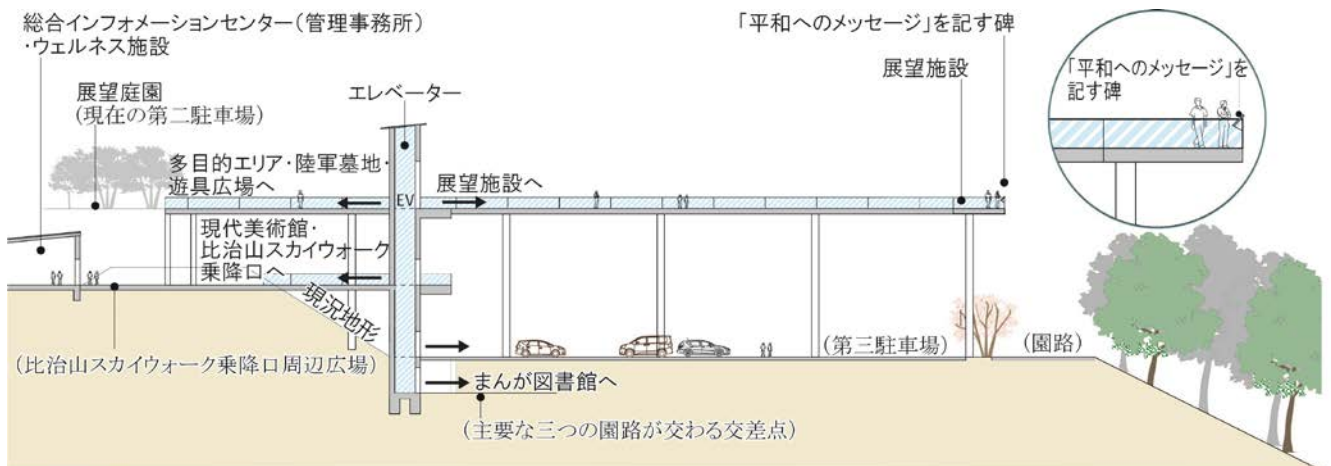 総合インフォメーションセンター(管理事務所)
・ウェルネス施設
展望庭園
(現在の第二駐車場)
エレベーター
「平和へのメッセージ」を記す碑
展望施設
「平和へのメッセージ」を
記す碑
多目的エリア・陸軍墓地・
遊具広場へ
EV
展望施設へ
現代美術館・
比治山スカイウォーク
乗降口へ
現況地形
(比治山スカイウォーク乗降口周辺広場)
(第三駐車場)
(園路)
まんが図書館へ
(主要な三つの園路が交わる交差点)